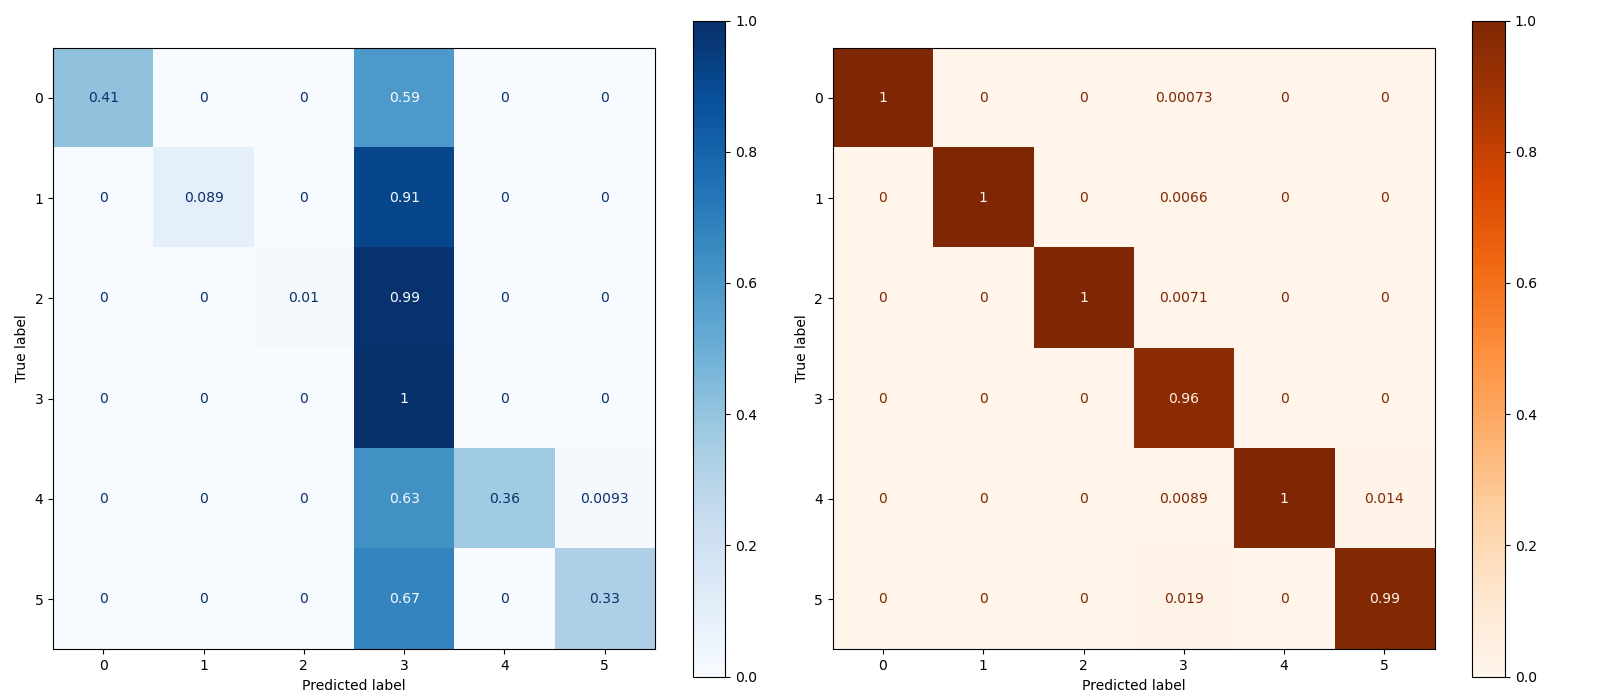 True label
0 0.41 0 0 0.59 0 0
1 0 0.089 0 0.91 0 0
2 0 0 0.01 0.99 0 0
3 0 0 0 1 0 0
4 0 0 0 0.63 0.36 0.0093
5 0 0 0 0.67 0 0.33
0 1 2 3 4 5
Predicted label
1.0
0.8
0.6
0.4
0.2
0.0
True label
0 1 0 0 0.00073 0 0
1 0 1 0 0.0066 0 0
2 0 0 1 0.0071 0 0
3 0 0 0 0.96 0 0
4 0 0 0 0.0089 1 0.014
5 0 0 0 0.019 0 0.99
0 1 2 3 4 5
Predicted label
1.0
0.8
0.6
0.4
0.2
0.0